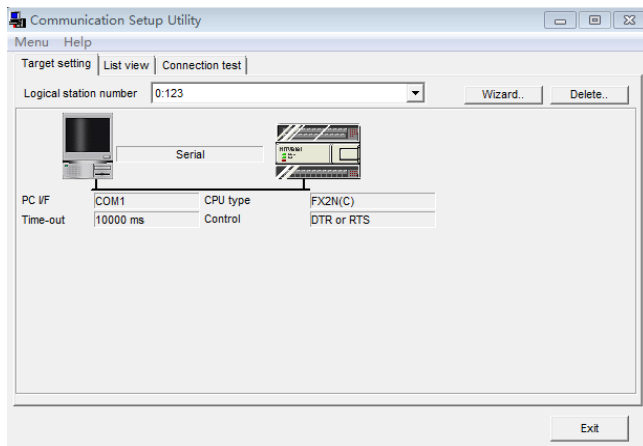 Communication Setup Utility
Menu Help
Target setting List view Connection test
Logical station number 0:123 Wizard.. Delete..
Serial
PC I/F COM1 CPU type FX2N(C)
Time-out 10000 ms Control DTR or RTS
Exit